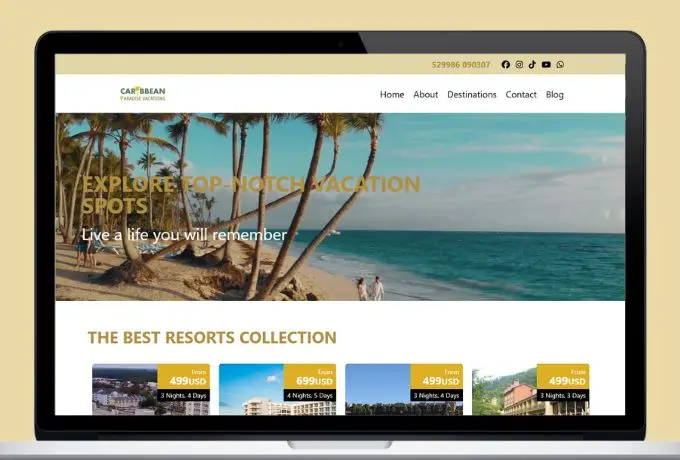 529986 090307
CARIBBEAN
PARADISE VACATIONS
Home About Destinations Contact Blog
EXPLORE TOP-NOTCH VACATION
SPOTS
Live a life you will remember
THE BEST RESORTS COLLECTION
From
499USD
3 Nights, 4 Days
From
699USD
4 Nights, 5 Days
From
499USD
3 Nights, 4 Days
From
499USD
3 Nights, 3 Days